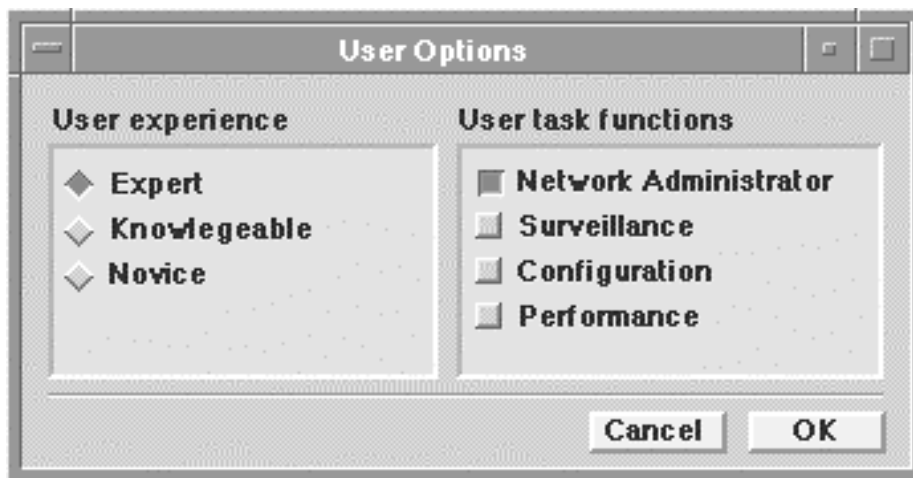 User Options
User experience
Expert
Knowlegeable
Novice
User task functions
Network Administrator
Surveillance
Configuration
Performance
Cancel
OK